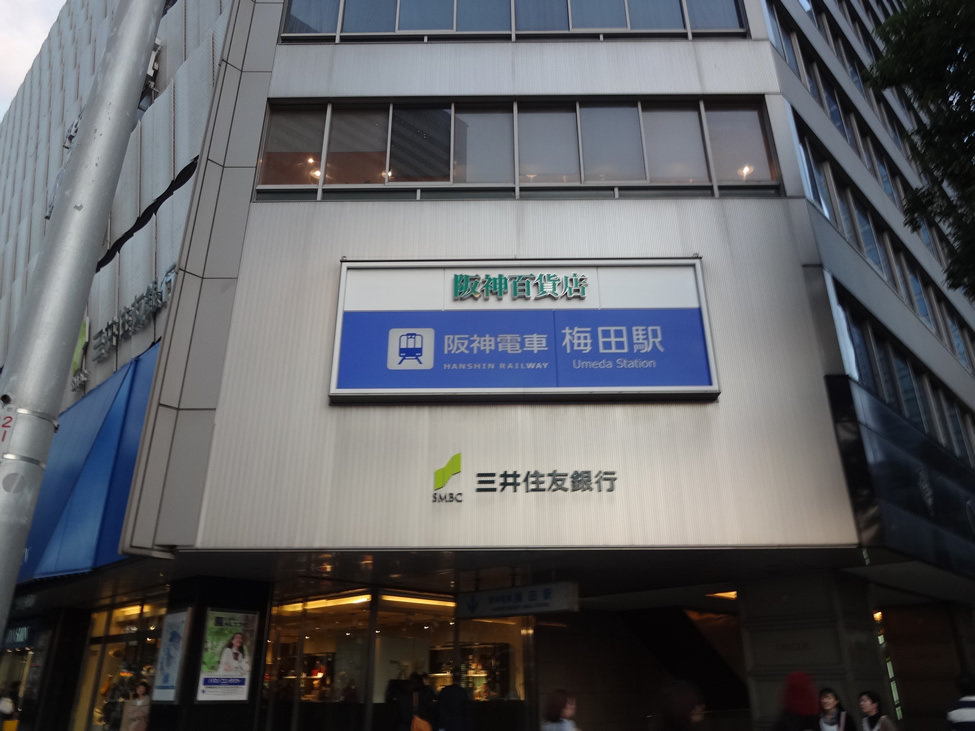 阪神百貨店
阪神電車 梅田駅
HANSHIN RAILWAY Umeda Station
SMBC 三井住友銀行
21